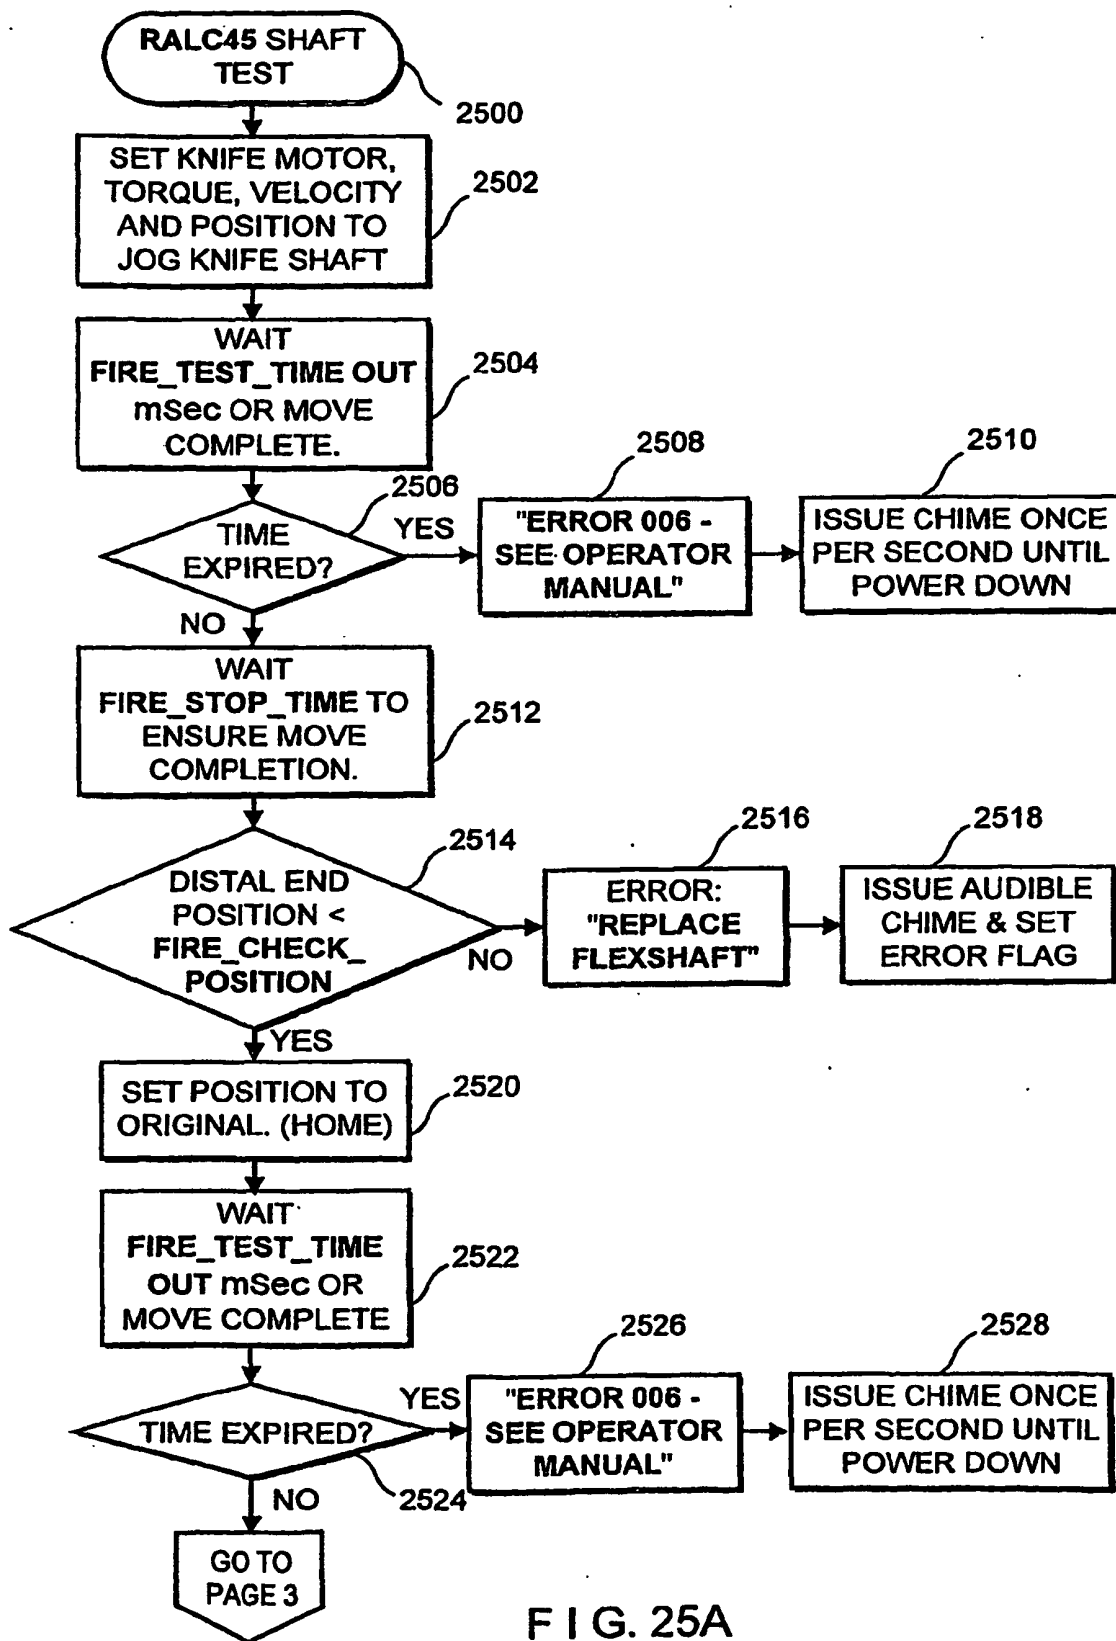 RALC45 SHAFT
TEST
2500
SET KNIFE MOTOR,
TORQUE, VELOCITY
AND POSITION TO
JOG KNIFE SHAFT
2502
WAIT
FIRE_TEST_TIME OUT
mSec OR MOVE
COMPLETE.
2504
TIME
EXPIRED?
2506
YES
"ERROR 006 -
SEE OPERATOR
MANUAL"
2508
ISSUE CHIME ONCE
PER SECOND UNTIL
POWER DOWN
2510
NO
WAIT
FIRE_STOP_TIME TO
ENSURE MOVE
COMPLETION.
2512
DISTAL END
POSITION <
FIRE_CHECK_
POSITION
2514
NO
ERROR:
"REPLACE
FLEXSHAFT"
2516
ISSUE AUDIBLE
CHIME & SET
ERROR FLAG
2518
YES
SET POSITION TO
ORIGINAL. (HOME)
2520
WAIT
FIRE_TEST_TIME
OUT mSec OR
MOVE COMPLETE
2522
TIME EXPIRED?
2524
YES
"ERROR 006 -
SEE OPERATOR
MANUAL"
2526
ISSUE CHIME ONCE
PER SECOND UNTIL
POWER DOWN
2528
NO
GO TO
PAGE 3
FIG. 25A